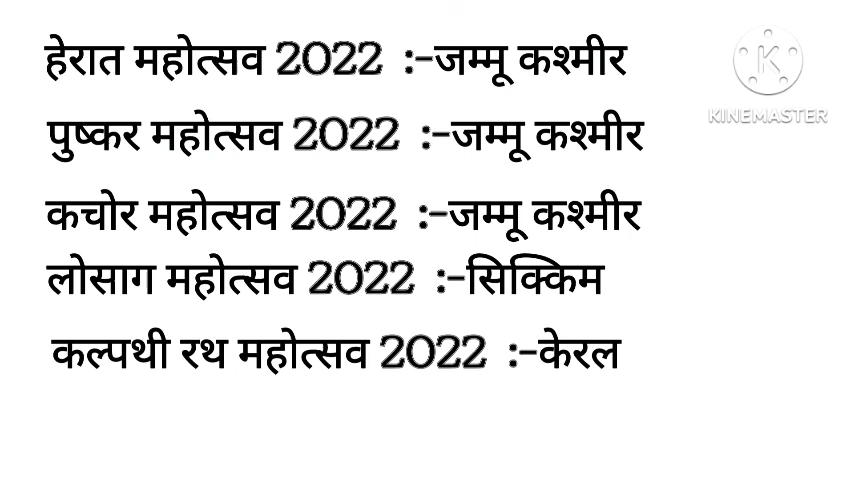 हेरात महोत्सव 2022 :-जम्मू कश्मीर
पुष्कर महोत्सव 2022 :-जम्मू कश्मीर
कचोर महोत्सव 2022 :-जम्मू कश्मीर
लोसाग महोत्सव 2022 :-सिक्किम
कल्पथी रथ महोत्सव 2022 :-केरल
K
KINEMASTER